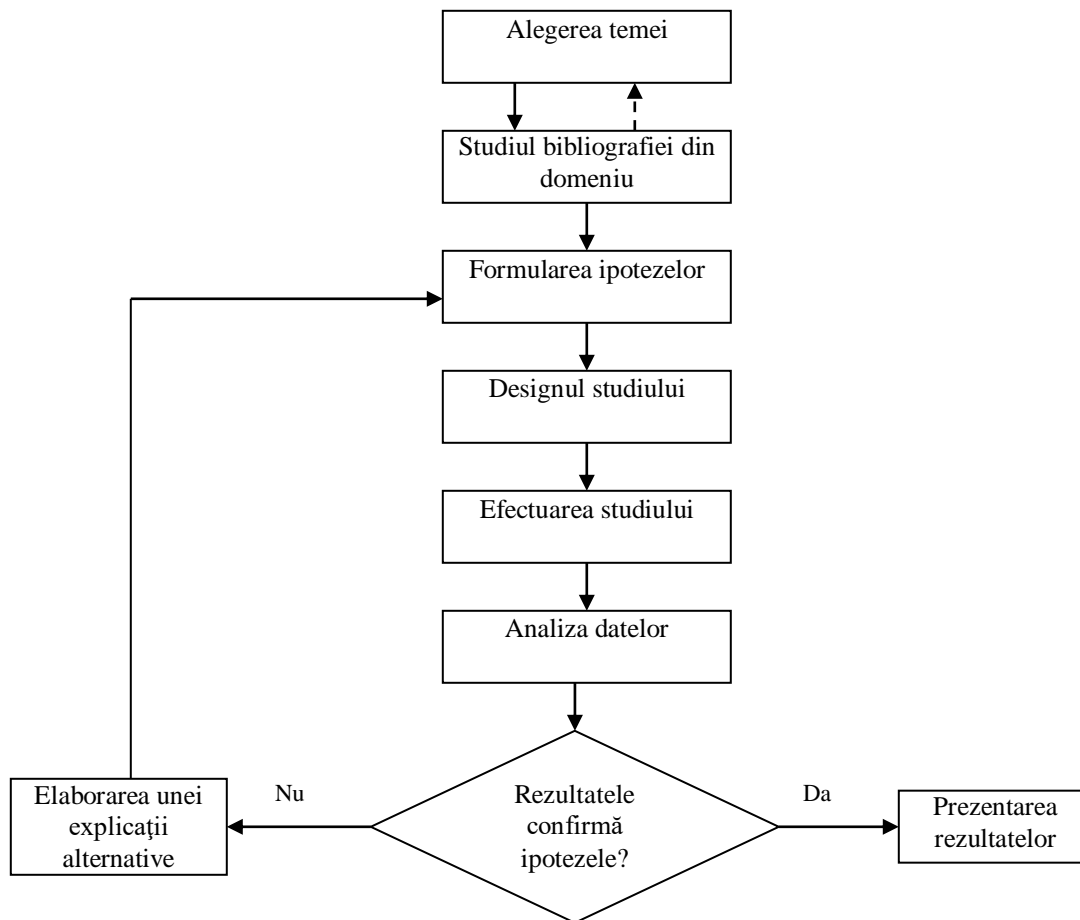 Alegerea temei
Studiul bibliografiei din
domeniu
Formularea ipotezelor
Designul studiului
Efectuarea studiului
Analiza datelor
Rezultatele
confirmă
ipotezele?
Nu
Da
Elaborarea unei
explicaţii
alternative
Prezentarea
rezultatelor